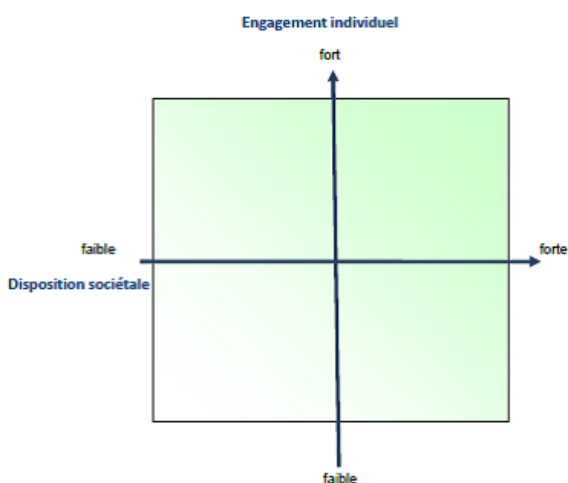 Engagement individuel
fort
faible
forte
Disposition sociétale
faible